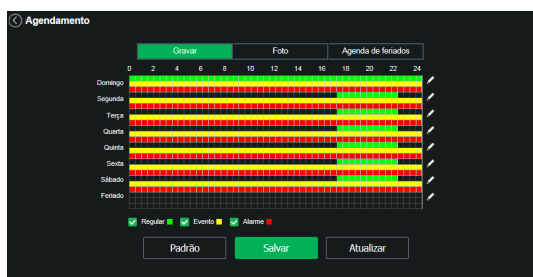 Agendamento
Gravar Foto Agenda de feriados
0 2 4 6 8 10 12 14 16 18 20 22 24
Domingo
Segunda
Terça
Quarta
Quinta
Sexta
Sábado
Feriado
Regular Evento Alarme
Padrão Salvar Atualizar